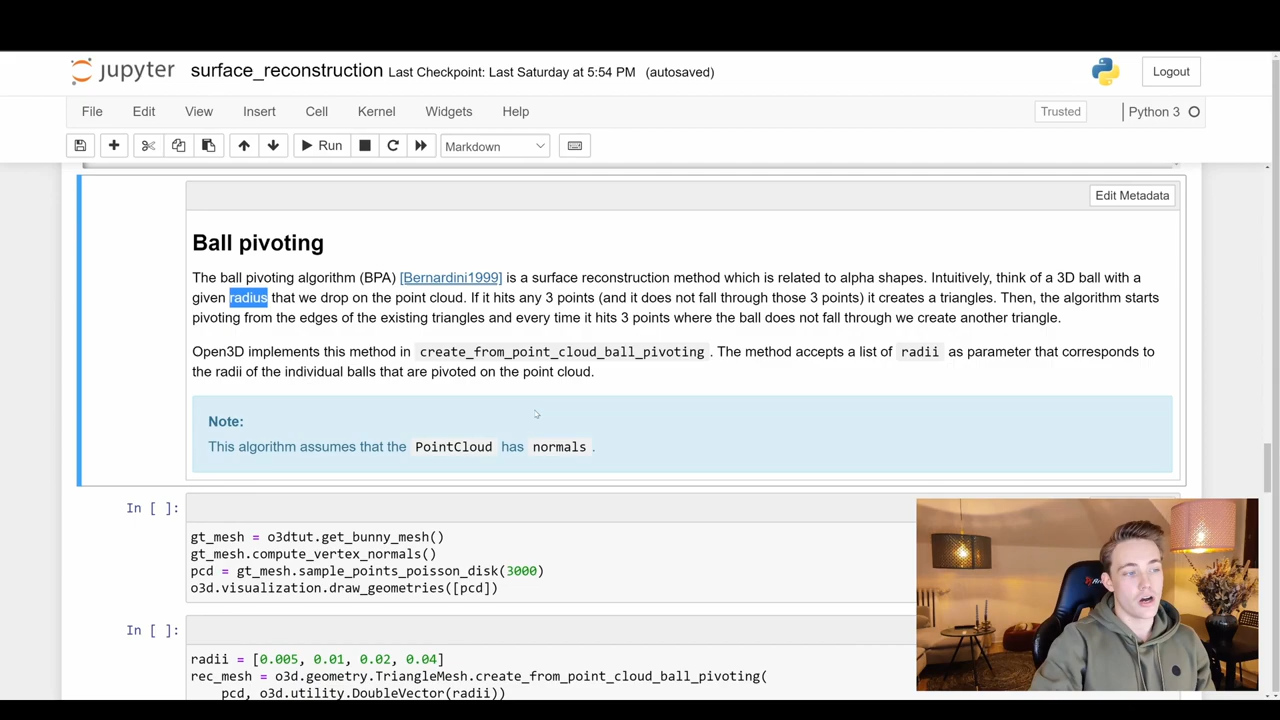 jupyter surface_reconstruction Last Checkpoint: Last Saturday at 5:54 PM (autosaved) Logout
File Edit View Insert Cell Kernel Widgets Help Trusted Python 3
Run Markdown
Edit Metadata
Ball pivoting
The ball pivoting algorithm (BPA) [Bernardini1999] is a surface reconstruction method which is related to alpha shapes. Intuitively, think of a 3D ball with a
given radius that we drop on the point cloud. If it hits any 3 points (and it does not fall through those 3 points) it creates a triangles. Then, the algorithm starts
pivoting from the edges of the existing triangles and every time it hits 3 points where the ball does not fall through we create another triangle.
Open3D implements this method in create_from_point_cloud_ball_pivoting . The method accepts a list of radii as parameter that corresponds to
the radii of the individual balls that are pivoted on the point cloud.
Note:
This algorithm assumes that the PointCloud has normals .
In [ ]:
gt_mesh = o3dtut.get_bunny_mesh()
gt_mesh.compute_vertex_normals()
pcd = gt_mesh.sample_points_poisson_disk(3000)
o3d.visualization.draw_geometries([pcd])
In [ ]:
radii = [0.005, 0.01, 0.02, 0.04]
rec_mesh = o3d.geometry.TriangleMesh.create_from_point_cloud_ball_pivoting(
pcd, o3d.utility.DoubleVector(radii))